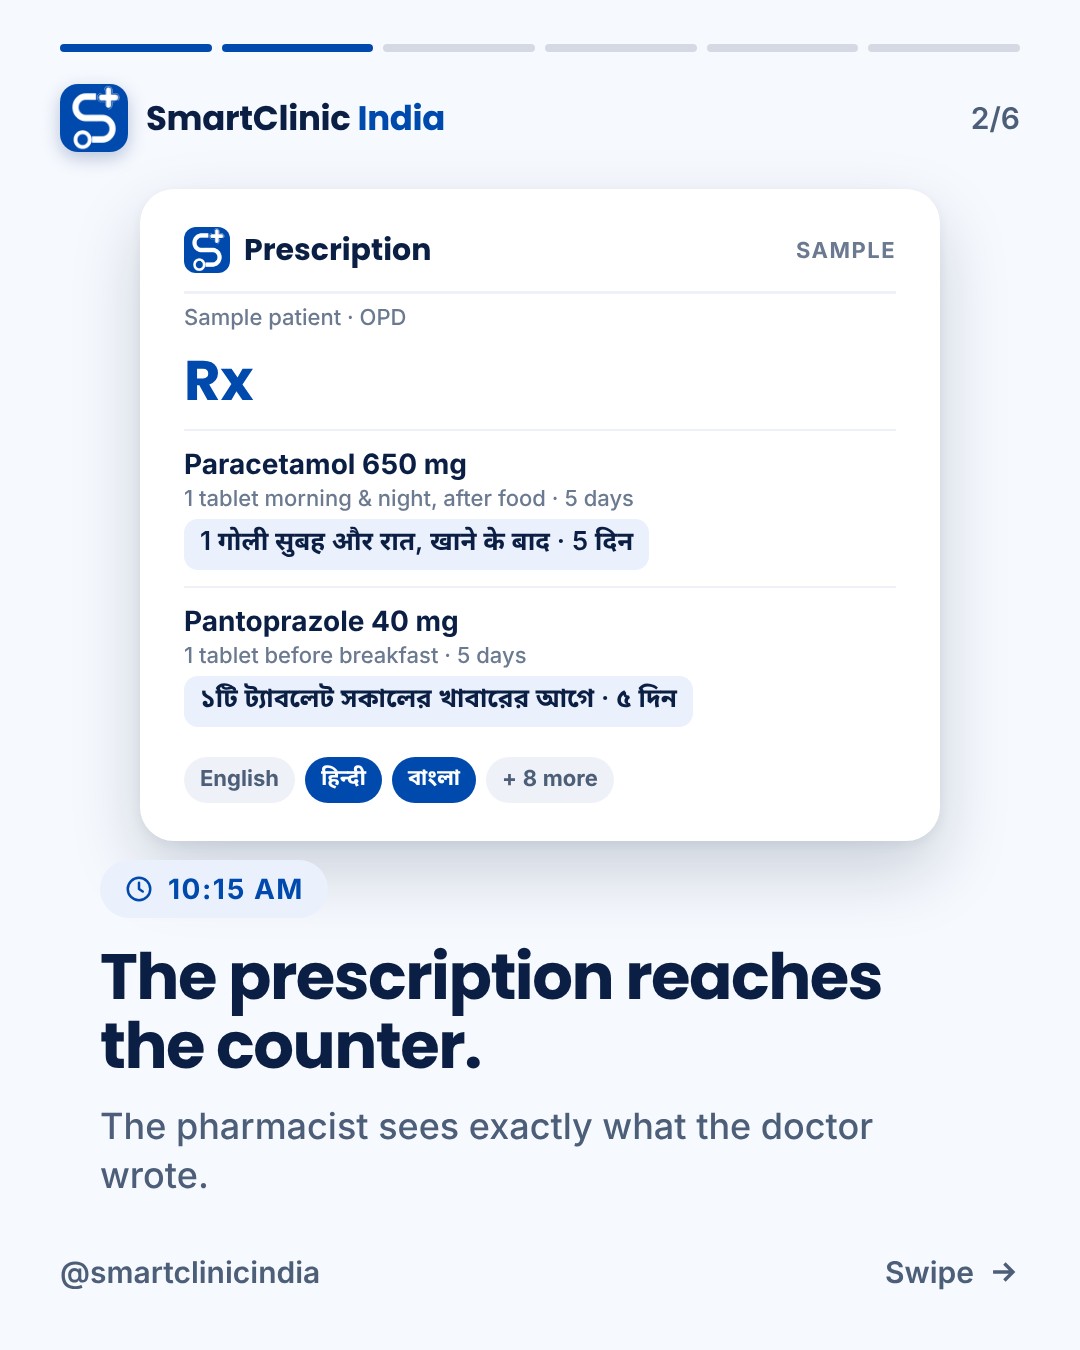 SmartClinic India
2/6
Prescription
SAMPLE
Sample patient · OPD
Rx
Paracetamol 650 mg
1 tablet morning & night, after food · 5 days
1 गोली सुबह और रात, खाने के बाद · 5 दिन
Pantoprazole 40 mg
1 tablet before breakfast · 5 days
১টি ট্যাবলেট সকালের খাবারের আগে · ৫ দিন
English हिन्दी বাংলা + 8 more
10:15 AM
The prescription reaches
the counter.
The pharmacist sees exactly what the doctor
wrote.
@smartclinicindia
Swipe →